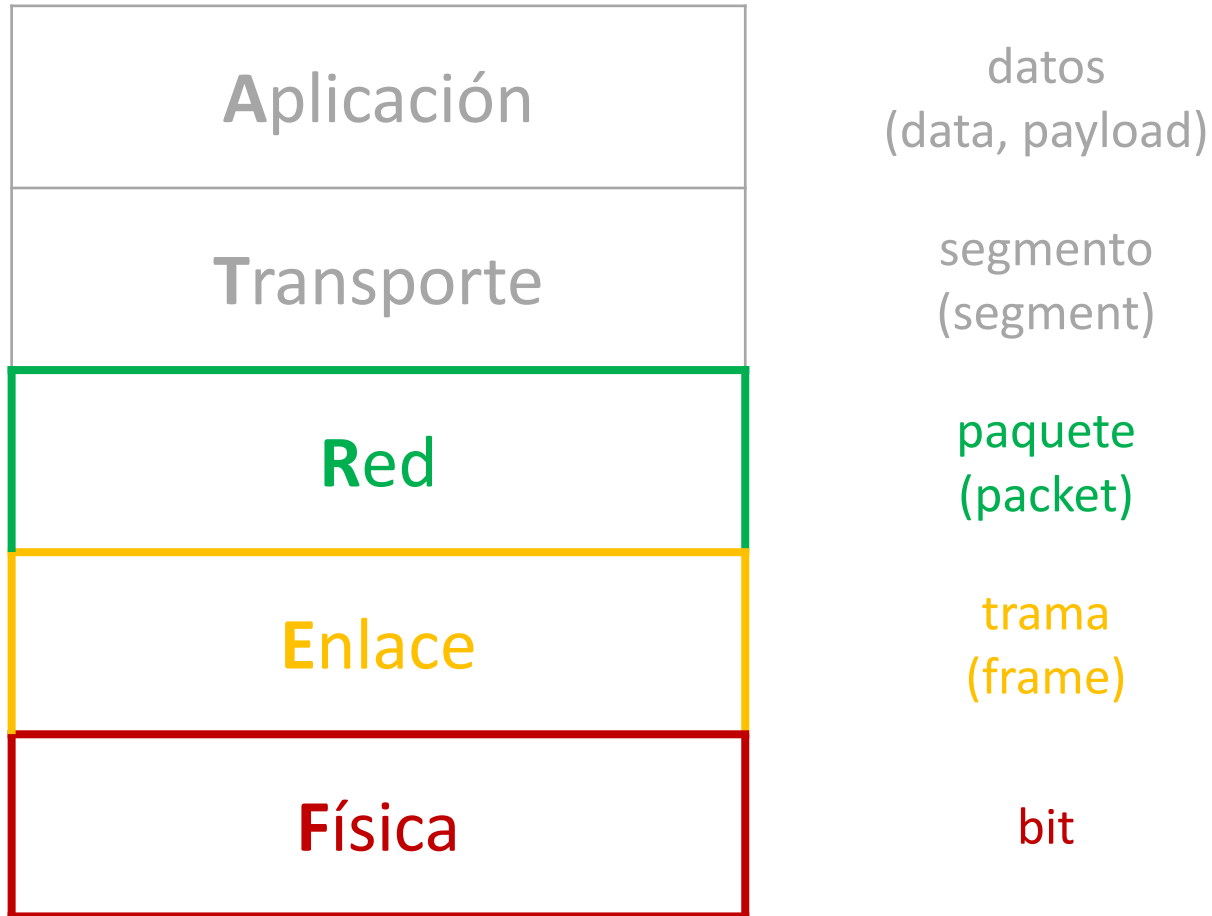 Aplicación
datos
(data, payload)
Transporte
segmento
(segment)
Red
paquete
(packet)
Enlace
trama
(frame)
Física
bit